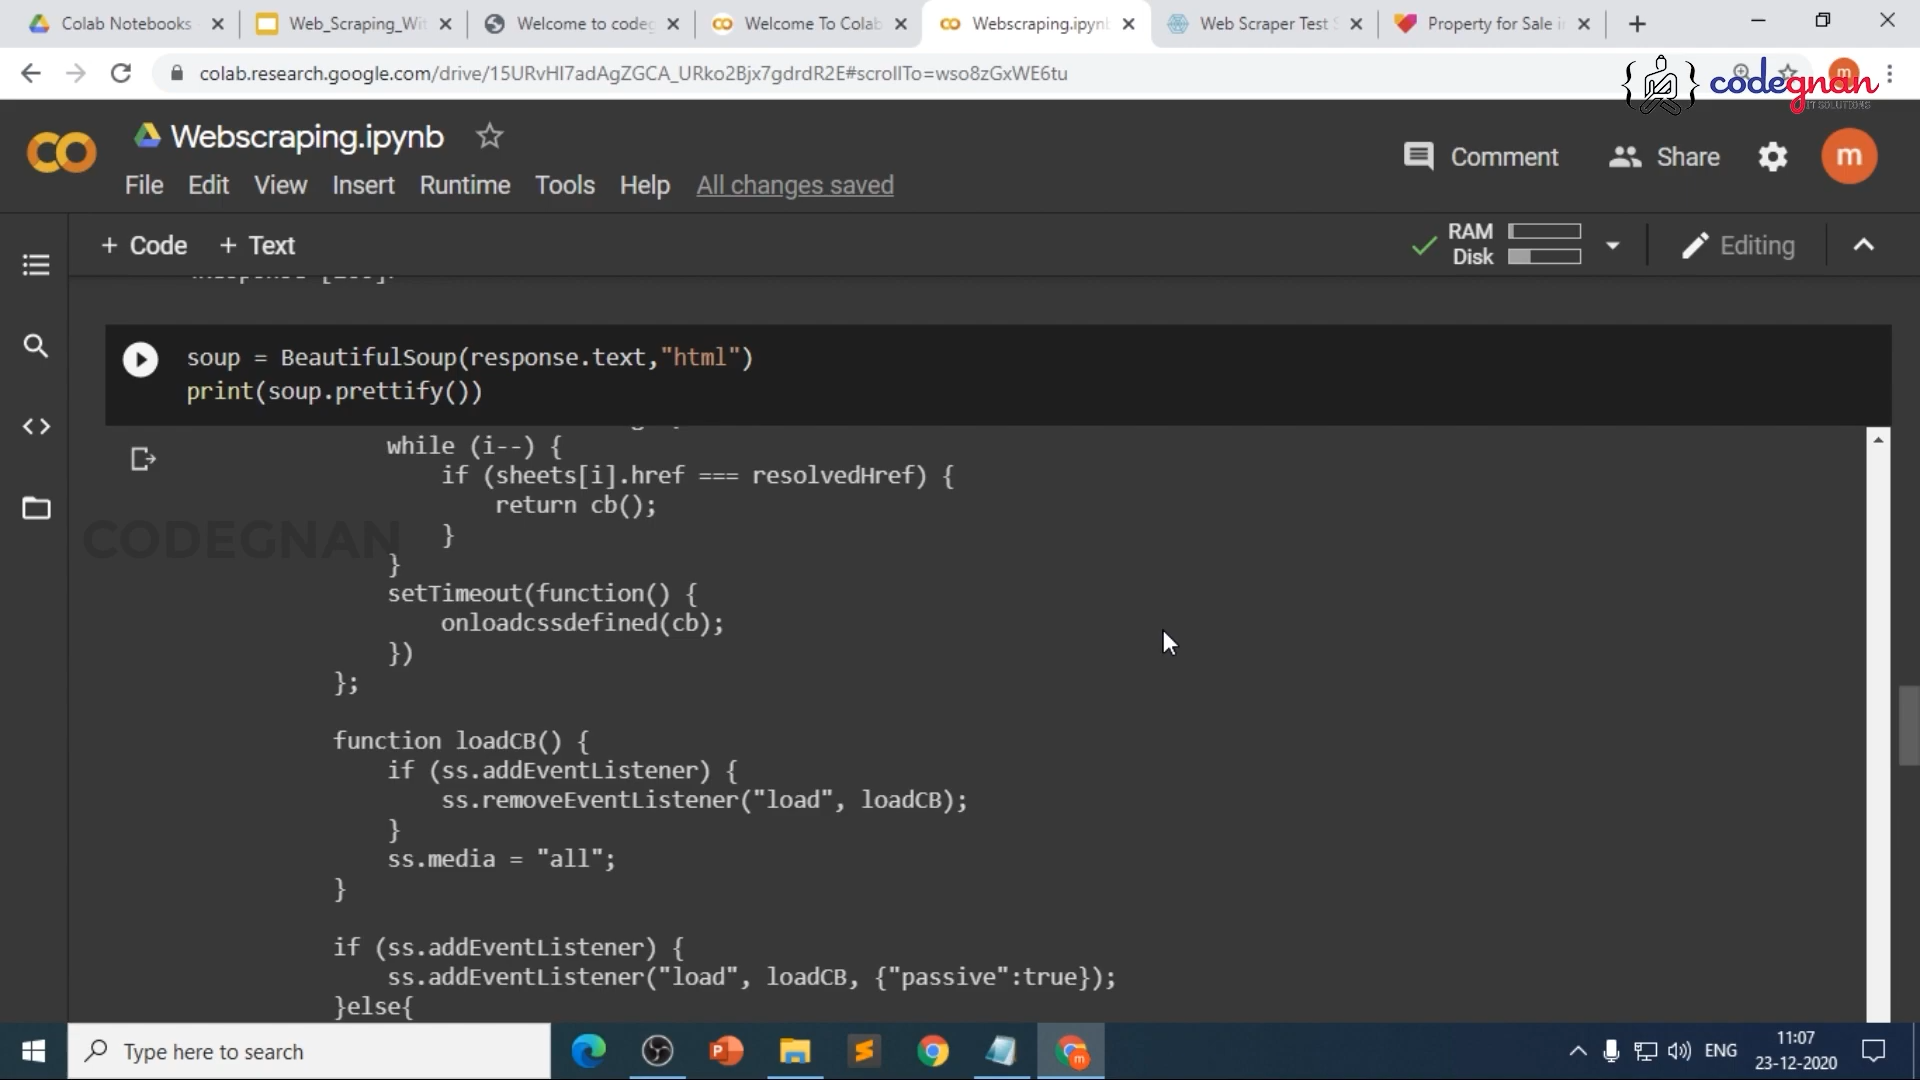 Colab Notebooks
Web_Scraping_Wit
Welcome to codeg
Welcome To Colab
Webscraping.ipynb
Web Scraper Test S
Property for Sale in
colab.research.google.com/drive/15URvHI7adAgZGCA_URko2Bjx7gdrdR2E#scrollTo=wso8zGxWE6tu
m
codegnan
IT SOLUTIONS
Webscraping.ipynb
Comment
Share
m
File Edit View Insert Runtime Tools Help All changes saved
+ Code + Text
RAM
Disk
Editing
soup = BeautifulSoup(response.text,"html")
print(soup.prettify())
while (i--) {
if (sheets[i].href === resolvedHref) {
return cb();
}
CODEGNAN
}
setTimeout(function() {
onloadcssdefined(cb);
})
};
function loadCB() {
if (ss.addEventListener) {
ss.removeEventListener("load", loadCB);
}
ss.media = "all";
}
if (ss.addEventListener) {
ss.addEventListener("load", loadCB, {"passive":true});
}else{
Type here to search
ENG
11:07
23-12-2020